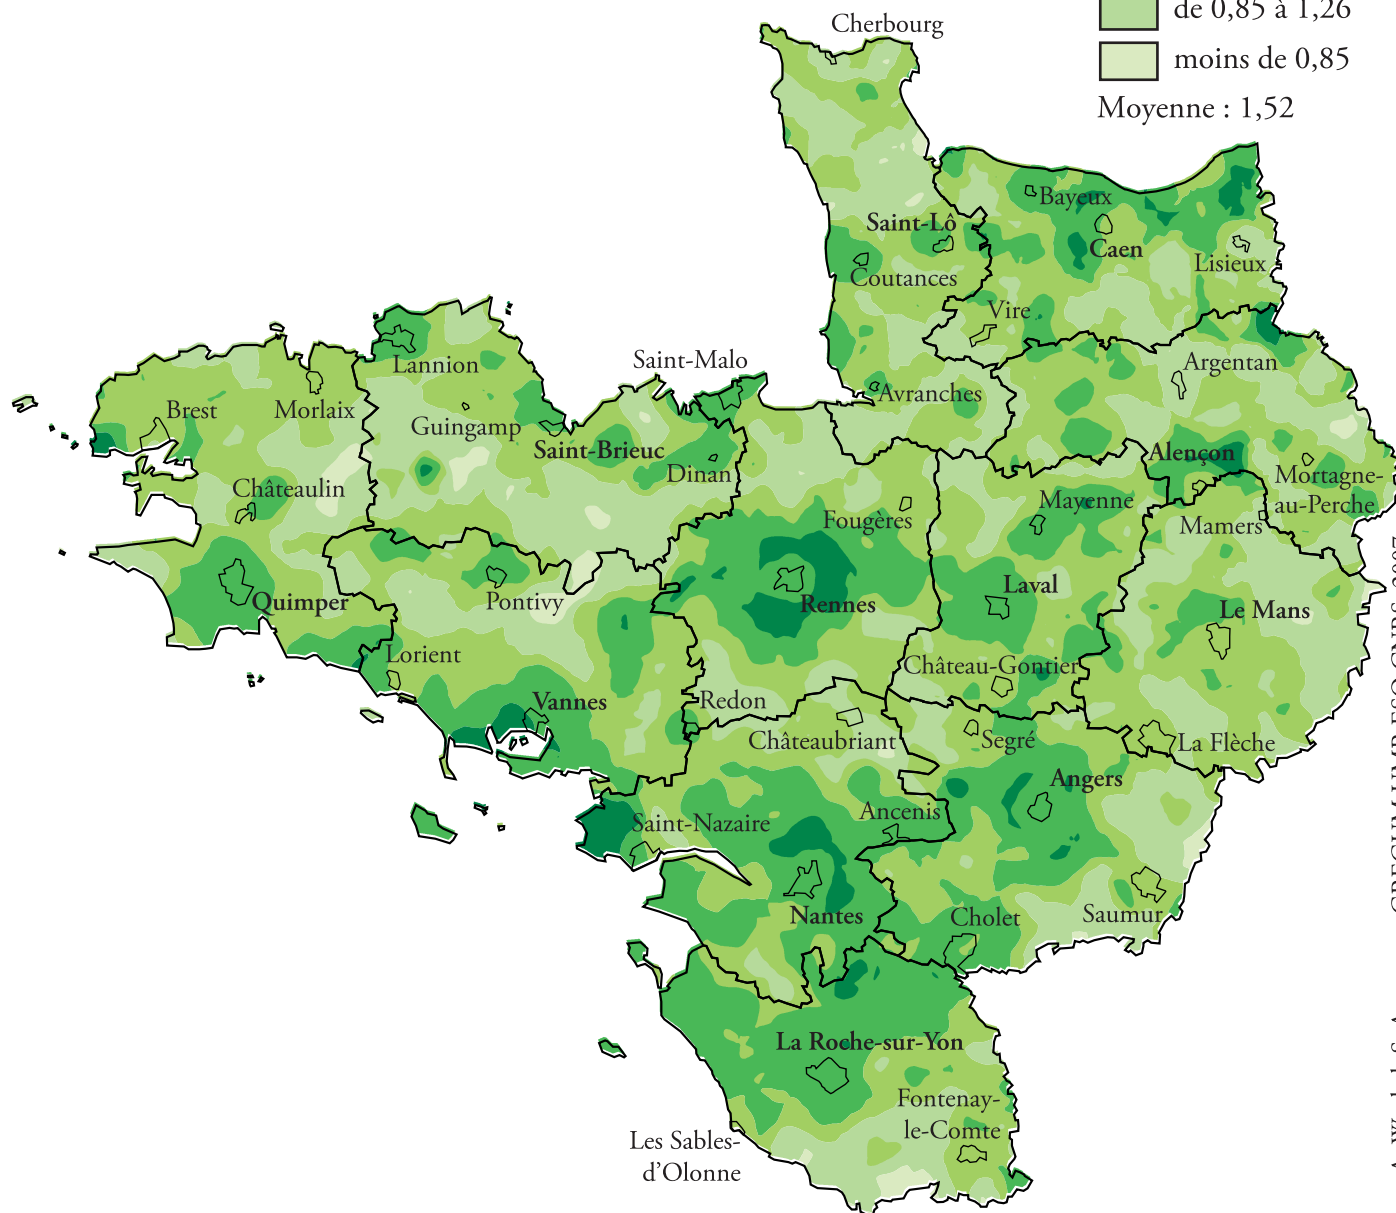 de 0,85 à 1,26
moins de 0,85
Moyenne : 1,52
Cherbourg
Bayeux
Saint-Lô
Caen
Coutances
Lisieux
Vire
Saint-Malo
Lannion
Argentan
Avranches
Brest
Morlaix
Guingamp
Saint-Brieuc
Dinan
Alençon
Mortagne-
au-Perche
Châteaulin
Mayenne
Fougères
Mamers
Laval
Quimper
Pontivy
Rennes
Le Mans
Lorient
Château-Gontier
Vannes
Redon
Châteaubriant
Segré
La Flèche
Angers
Ancenis
Saint-Nazaire
Nantes
Cholet
Saumur
La Roche-sur-Yon
Fontenay-
le-Comte
Les Sables-
d’Olonne